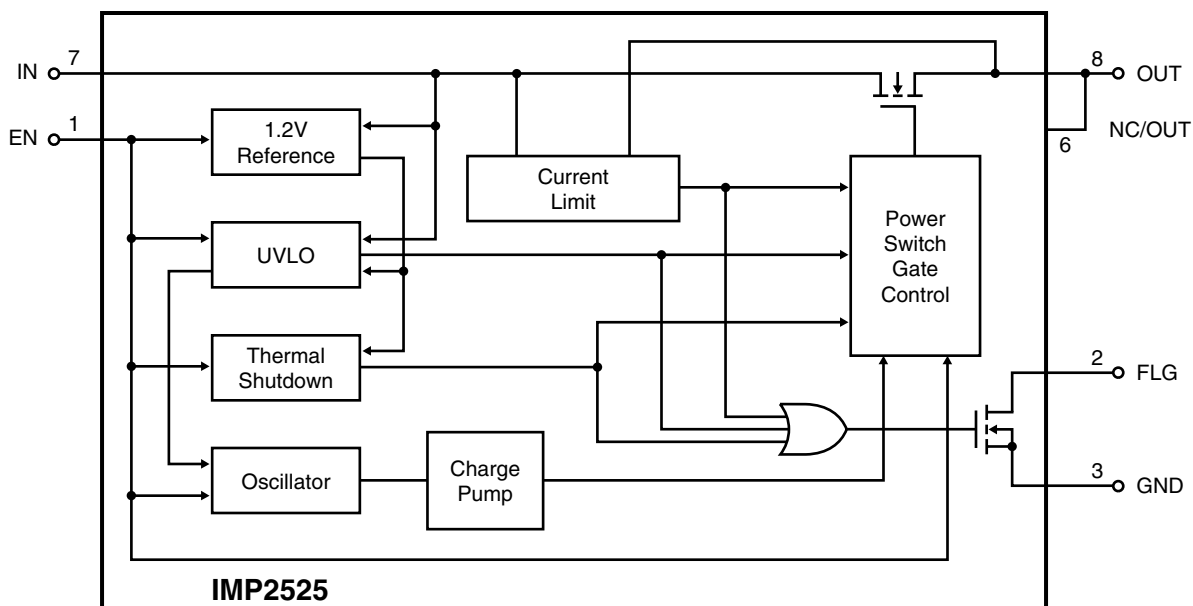 IN
7
8
OUT
EN
1
1.2V
Reference
6
NC/OUT
Current
Limit
Power
Switch
Gate
Control
UVLO
Thermal
Shutdown
2
FLG
Oscillator
Charge
Pump
3
GND
IMP2525